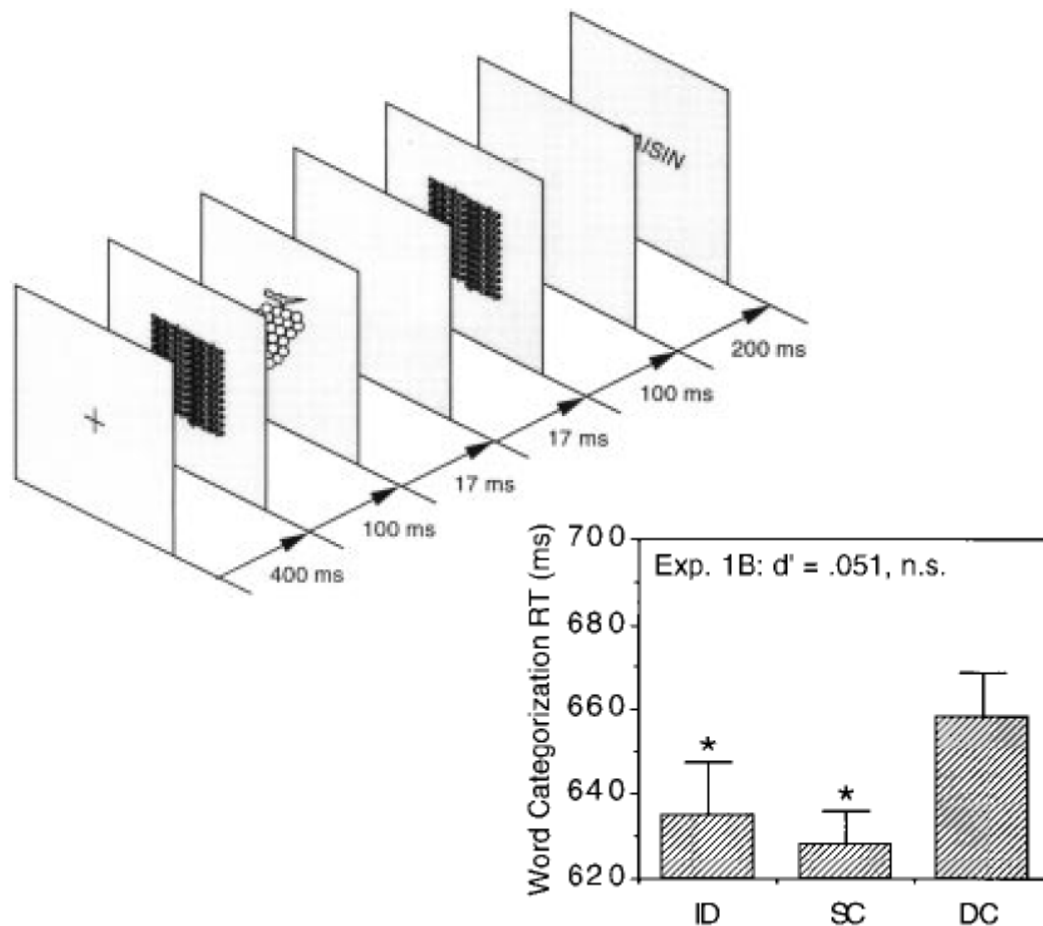 AISIN
200 ms
100 ms
17 ms
17 ms
100 ms
400 ms
Word Categorization RT (ms)
Exp. 1B: d' = .051, n.s.
700
680
660
640
620
*
*
ID SC DC